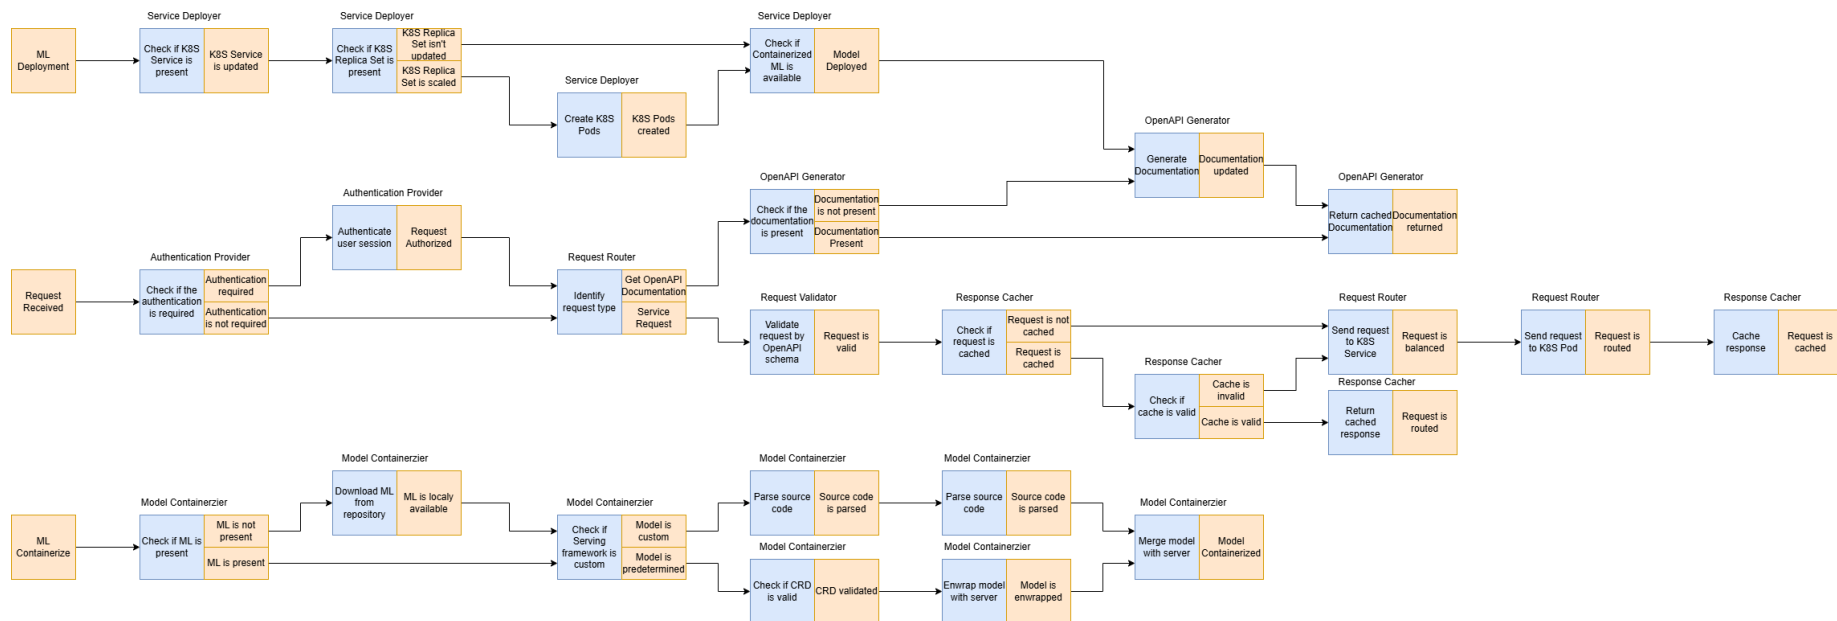 Service Deployer
Service Deployer
Service Deployer
ML
Deployment
Check if K8S
Service is
present
K8S Service
is updated
Check if K8S
Replica Set is
present
K8S Replica
Set isn't
updated
K8S Replica
Set is scaled
Check if
Containerized
ML is
available
Model
Deployed
Service Deployer
Create K8S
Pods
K8S Pods
created
OpenAPI Generator
Generate
Documentation
Documentation
updated
OpenAPI Generator
Check if the
documentation
is present
Documentation
is not present
Documentation
Present
OpenAPI Generator
Return cached
Documentation
Documentation
returned
Authentication Provider
Authenticate
user session
Request
Authorized
Authentication Provider
Request
Received
Check if the
authentication
is required
Authentication
required
Authentication
is not required
Request Router
Identify
request type
Get OpenAPI
Documentation
Service
Request
Request Validator
Validate
request by
OpenAPI
schema
Request is
valid
Response Cacher
Check if
request is
cached
Request is not
cached
Request is
cached
Request Router
Send request
to K8S
Service
Request is
balanced
Request Router
Send request
to K8S Pod
Request is
routed
Response Cacher
Cache
response
Request is
cached
Response Cacher
Check if
cache is valid
Cache is
invalid
Cache is valid
Response Cacher
Return
cached
response
Request is
routed
Model Containerzier
Download ML
from
repository
ML is localy
available
Model Containerzier
ML
Containerize
Check if ML is
present
ML is not
present
ML is present
Model Containerzier
Check if
Serving
framework is
custom
Model is
custom
Model is
predetermined
Model Containerzier
Parse source
code
Source code
is parsed
Model Containerzier
Parse source
code
Source code
is parsed
Model Containerzier
Check if CRD
is valid
CRD validated
Model Containerzier
Enwrap model
with server
Model is
enwrapped
Model Containerzier
Merge model
with server
Model
Containerized